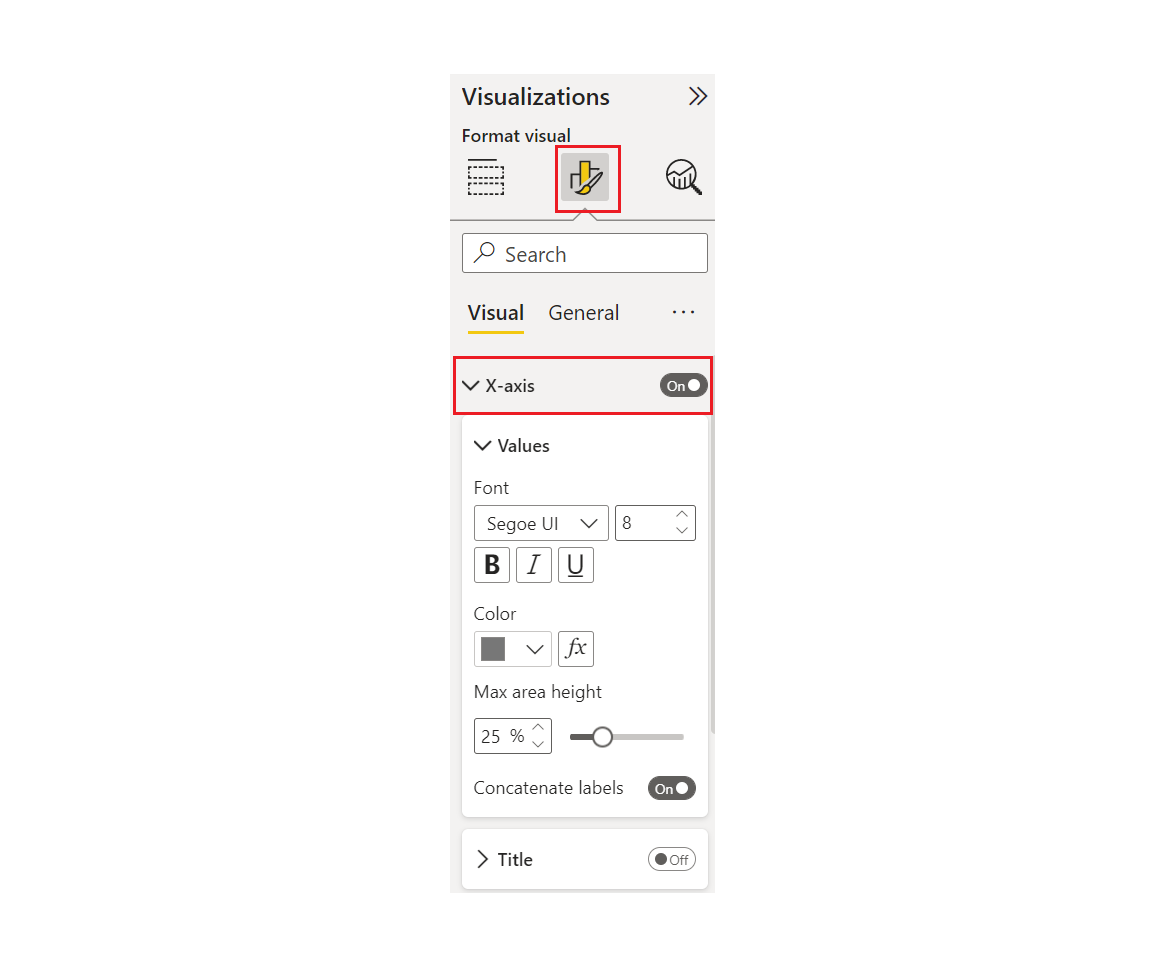 Visualizations
Format visual
Search
Visual General ...
X-axis On
Values
Font
Segoe UI 8
B I U
Color
fx
Max area height
25 %
Concatenate labels On
Title Off